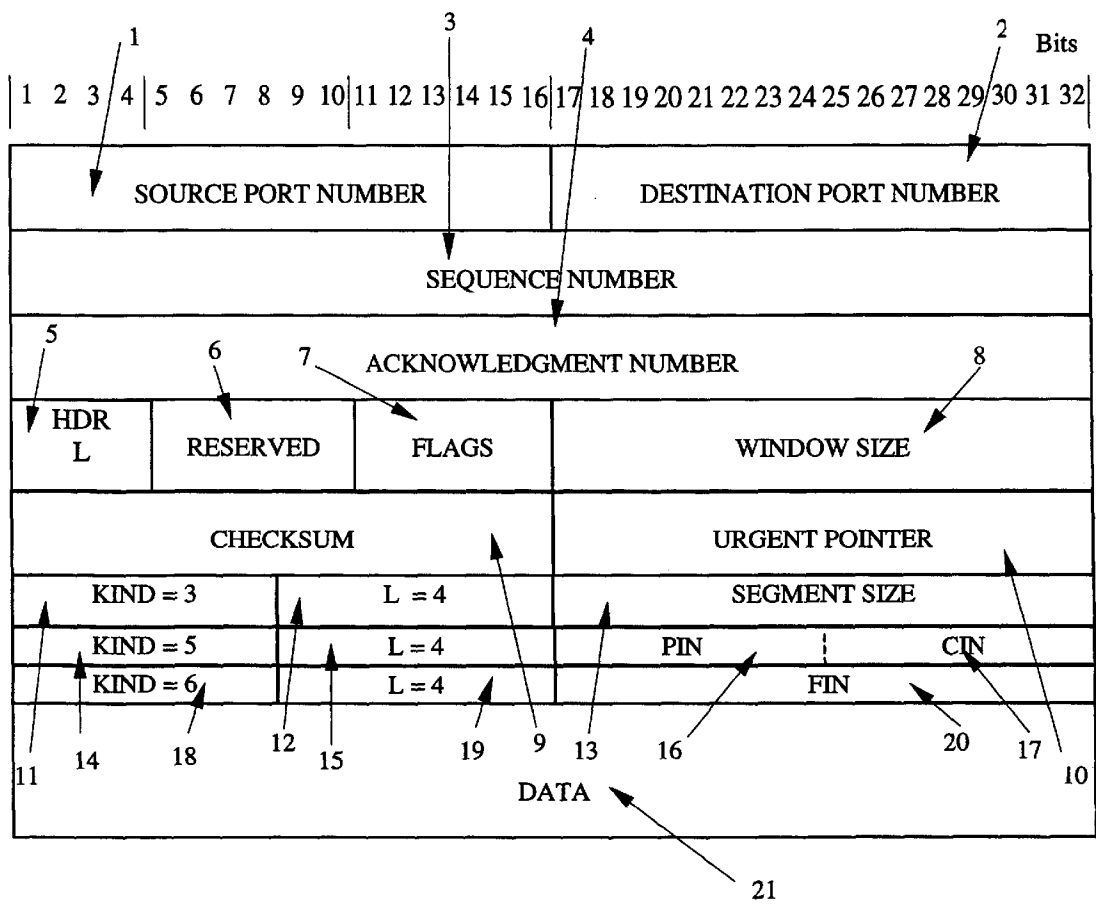 1 3 4 2 Bits
1 2 3 4 5 6 7 8 9 10 11 12 13 14 15 16 17 18 19 20 21 22 23 24 25 26 27 28 29 30 31 32
SOURCE PORT NUMBER DESTINATION PORT NUMBER
SEQUENCE NUMBER
5 6 7 8
ACKNOWLEDGMENT NUMBER
HDR
L RESERVED FLAGS WINDOW SIZE
CHECKSUM URGENT POINTER
KIND = 3 L = 4 SEGMENT SIZE
KIND = 5 L = 4 PIN CIN
KIND = 6 L = 4 FIN
11 14 18 12 15 19 9 13 16 20 17 10
DATA
21